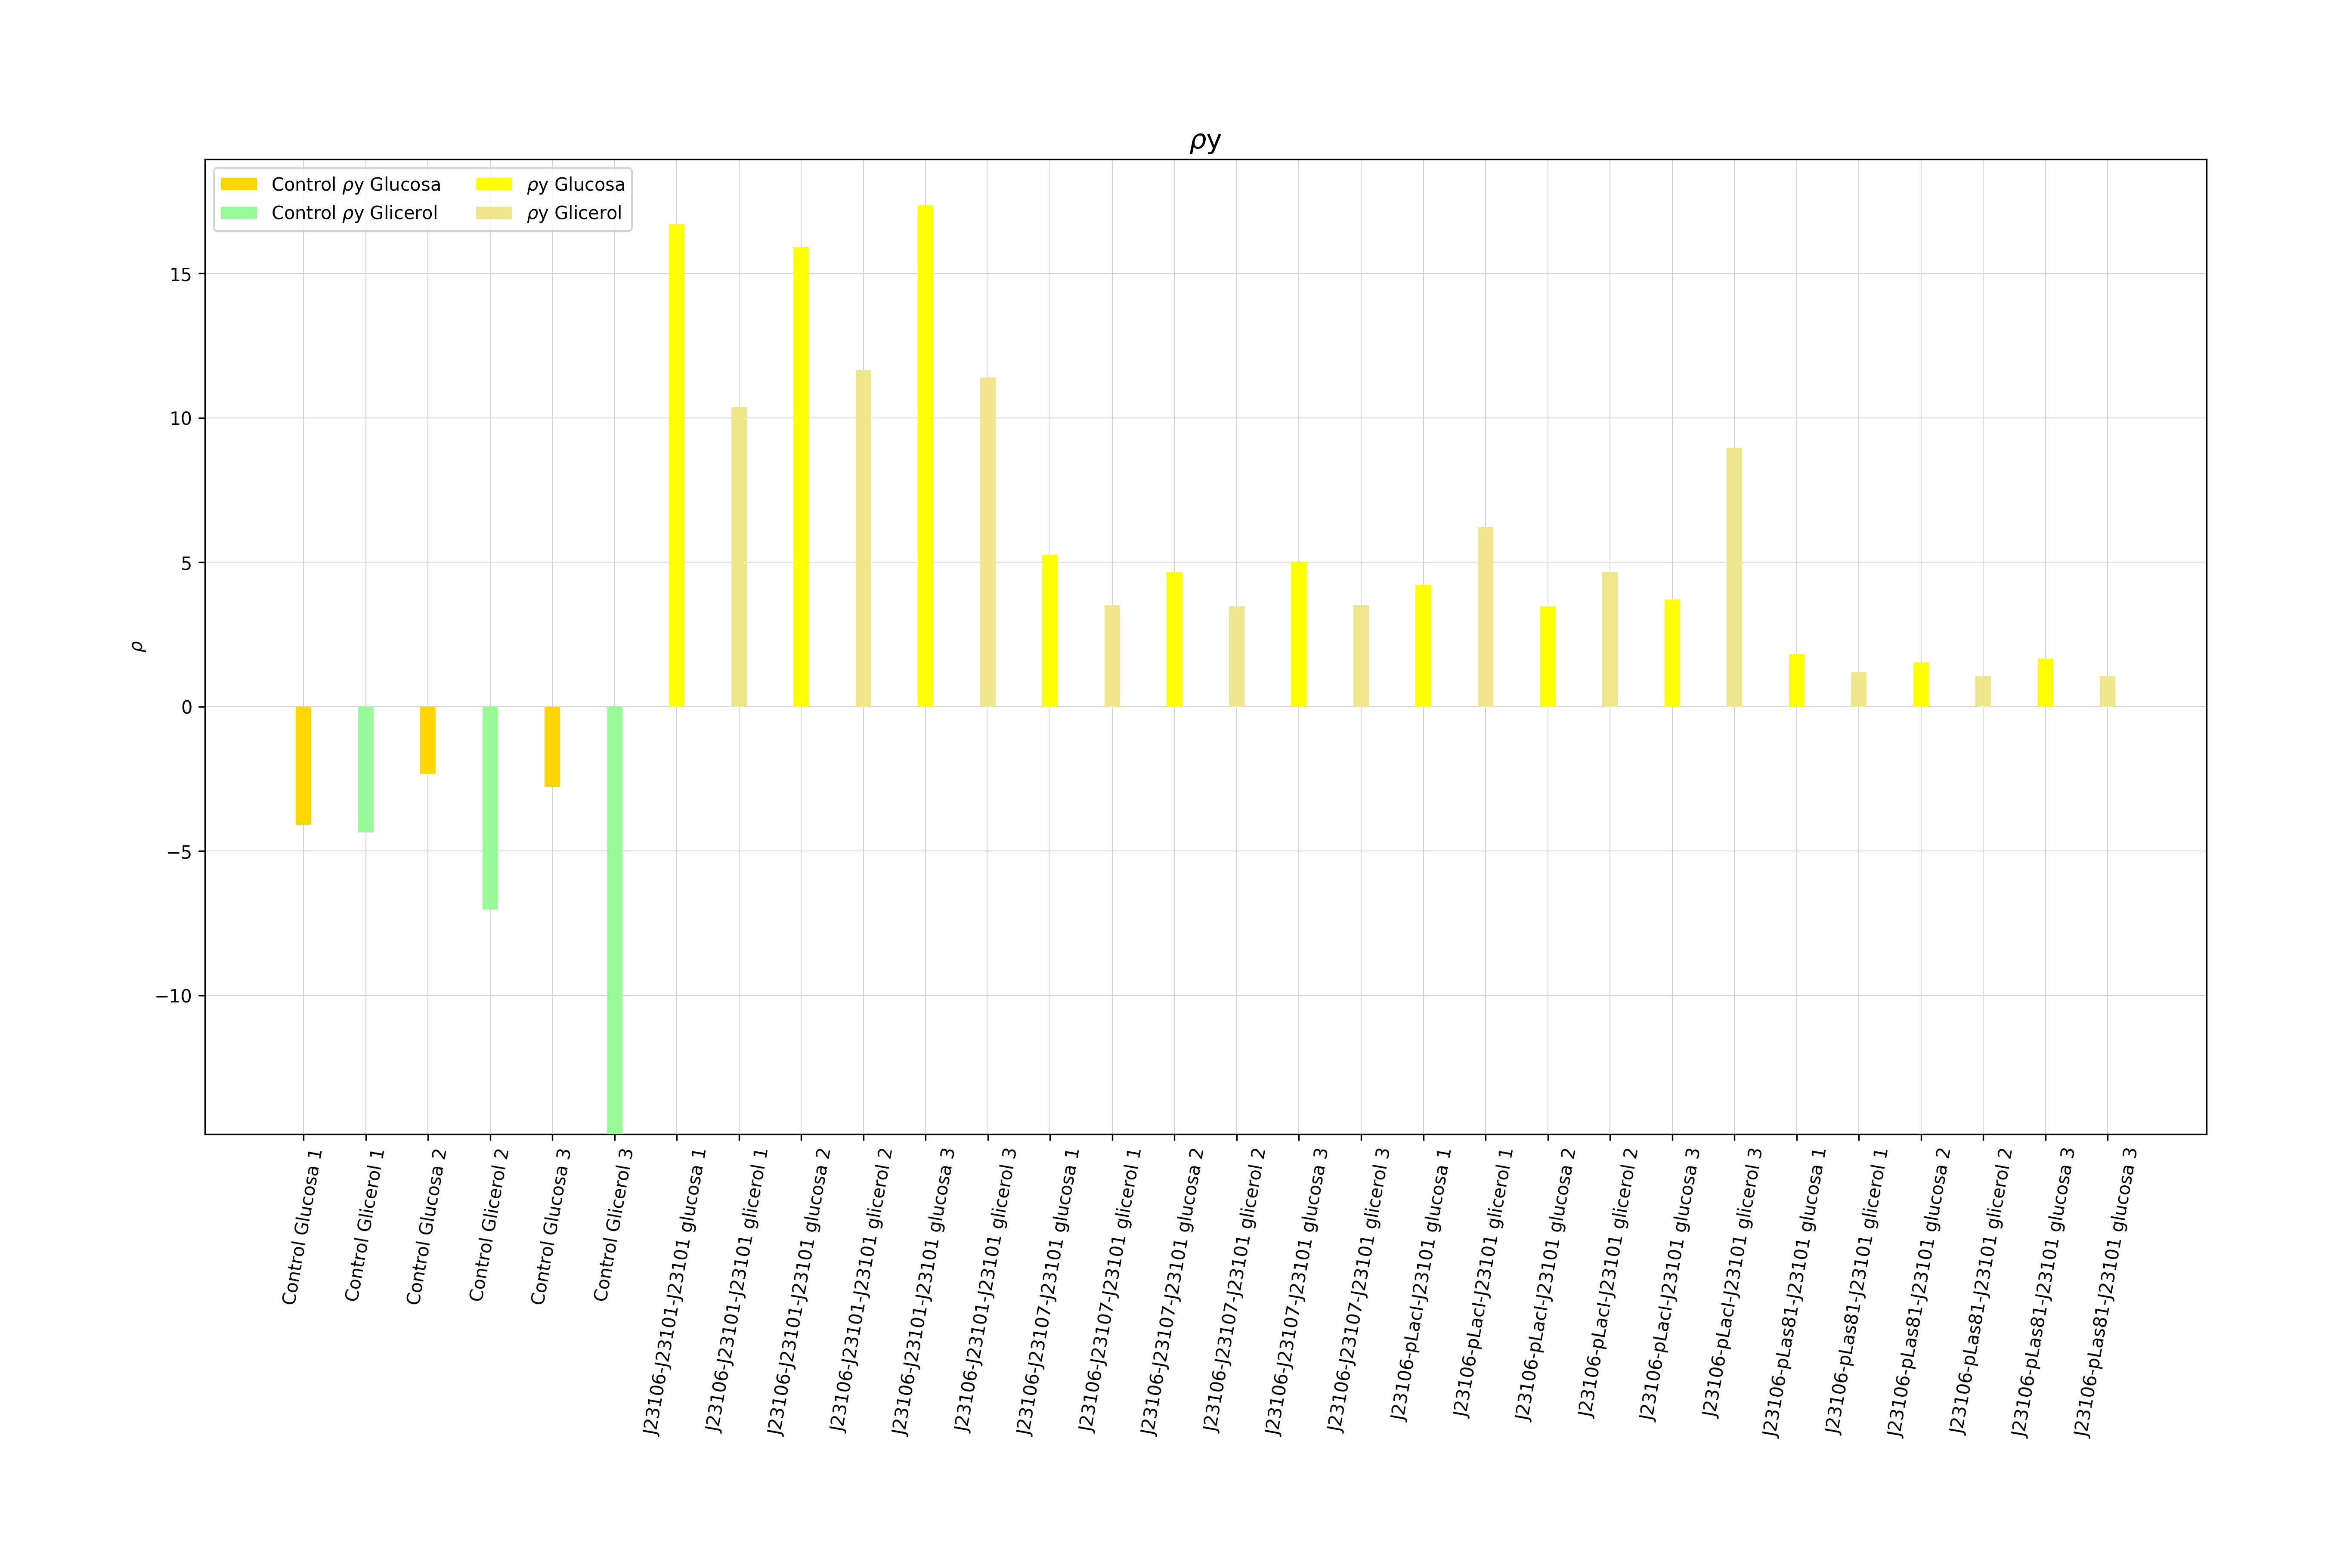 ρy
Control ρy Glucosa
Control ρy Glicerol
ρy Glucosa
ρy Glicerol
15
10
5
0
−5
−10
ρ
Control Glucosa 1
Control Glicerol 1
Control Glucosa 2
Control Glicerol 2
Control Glucosa 3
Control Glicerol 3
J23106-J23101-J23101 glucosa 1
J23106-J23101-J23101 glicerol 1
J23106-J23101-J23101 glucosa 2
J23106-J23101-J23101 glicerol 2
J23106-J23101-J23101 glucosa 3
J23106-J23101-J23101 glicerol 3
J23106-J23107-J23101 glucosa 1
J23106-J23107-J23101 glicerol 1
J23106-J23107-J23101 glucosa 2
J23106-J23107-J23101 glicerol 2
J23106-J23107-J23101 glucosa 3
J23106-J23107-J23101 glicerol 3
J23106-pLacI-J23101 glucosa 1
J23106-pLacI-J23101 glicerol 1
J23106-pLacI-J23101 glucosa 2
J23106-pLacI-J23101 glicerol 2
J23106-pLacI-J23101 glucosa 3
J23106-pLacI-J23101 glicerol 3
J23106-pLas81-J23101 glucosa 1
J23106-pLas81-J23101 glicerol 1
J23106-pLas81-J23101 glucosa 2
J23106-pLas81-J23101 glicerol 2
J23106-pLas81-J23101 glucosa 3
J23106-pLas81-J23101 glucosa 3